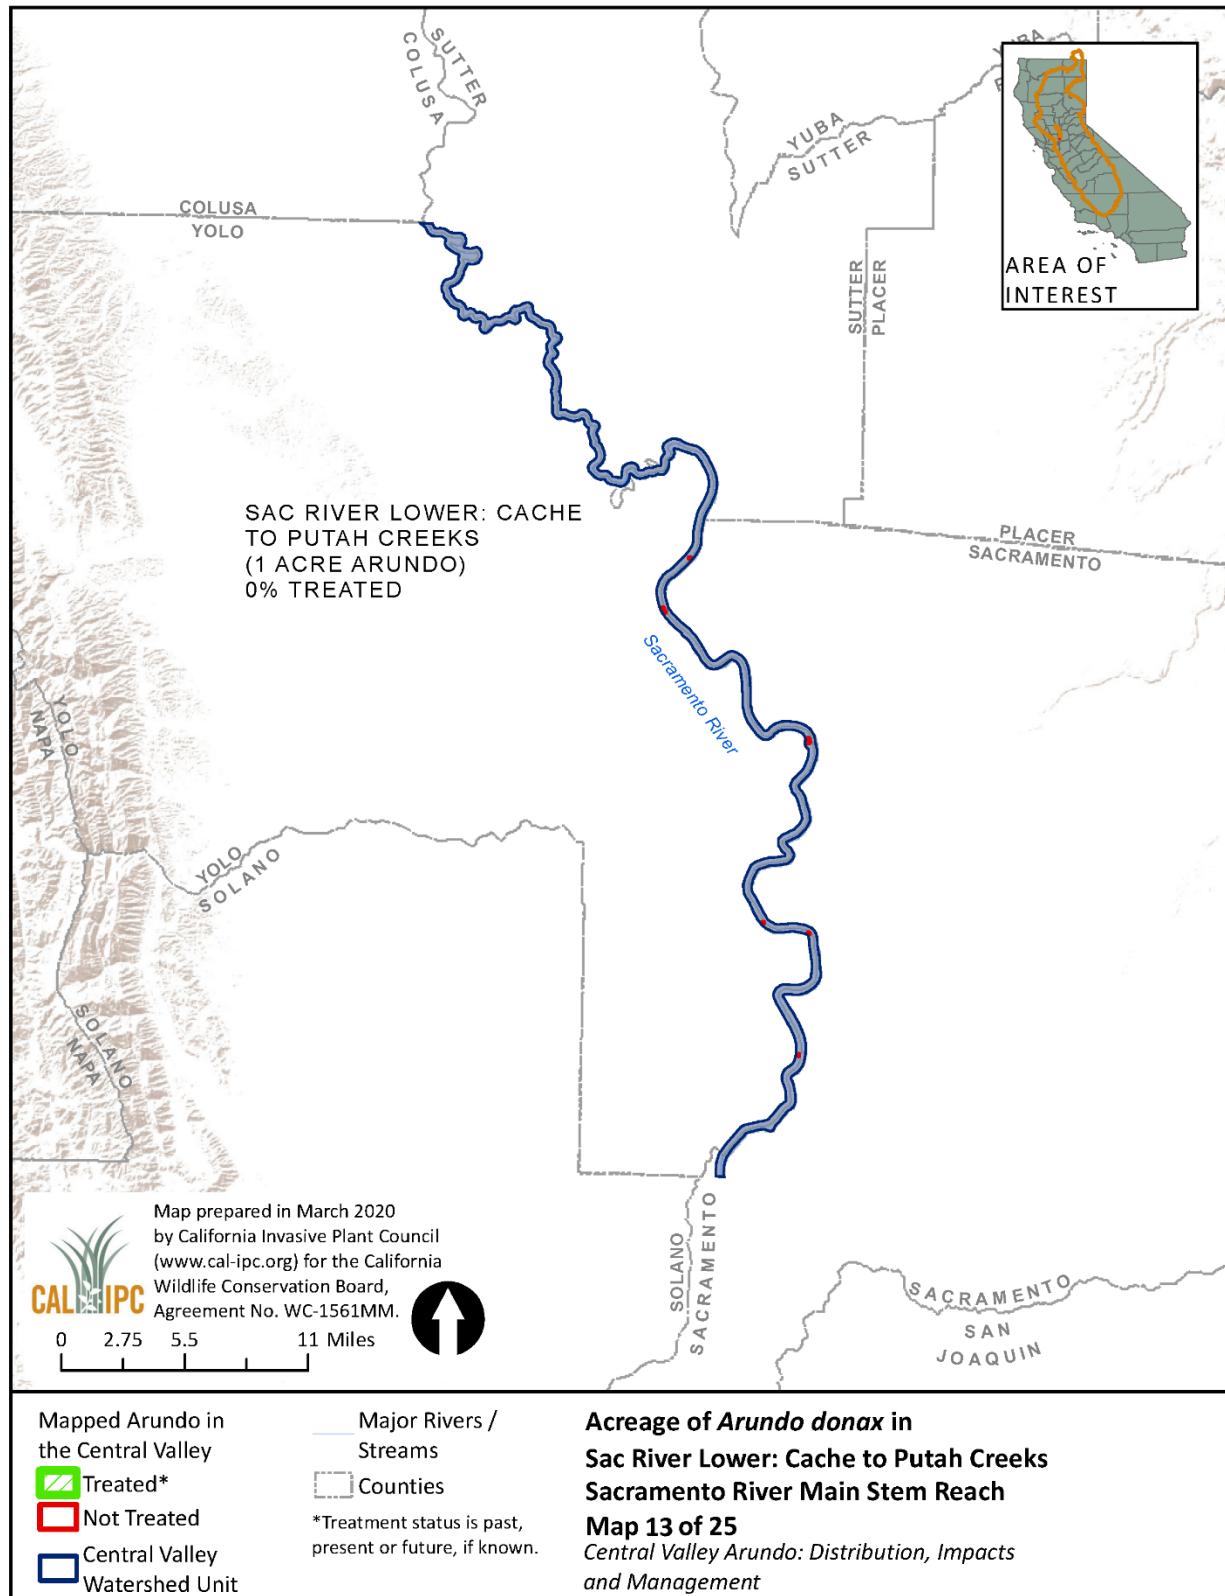 SUTTER
COLUSA
YUBA
YUBA
SUTTER
COLUSA
YOLO
AREA OF
INTEREST
SUTTER
PLACER
SAC RIVER LOWER: CACHE
TO PUTAH CREEKS
(1 ACRE ARUNDO)
0% TREATED
PLACER
SACRAMENTO
Sacramento River
YOLO
NAPA
YOLO
SOLANO
SOLANO
NAPA
SOLANO
SACRAMENTO
SACRAMENTO
SAN
JOAQUIN
CAL IPC
Map prepared in March 2020
by California Invasive Plant Council
(www.cal-ipc.org) for the California
Wildlife Conservation Board,
Agreement No. WC-1561MM.
0 2.75 5.5 11 Miles
Mapped Arundo in
the Central Valley
Treated*
Not Treated
Central Valley
Watershed Unit
Major Rivers /
Streams
Counties
*Treatment status is past,
present or future, if known.
Acreage of Arundo donax in
Sac River Lower: Cache to Putah Creeks
Sacramento River Main Stem Reach
Map 13 of 25
Central Valley Arundo: Distribution, Impacts
and Management